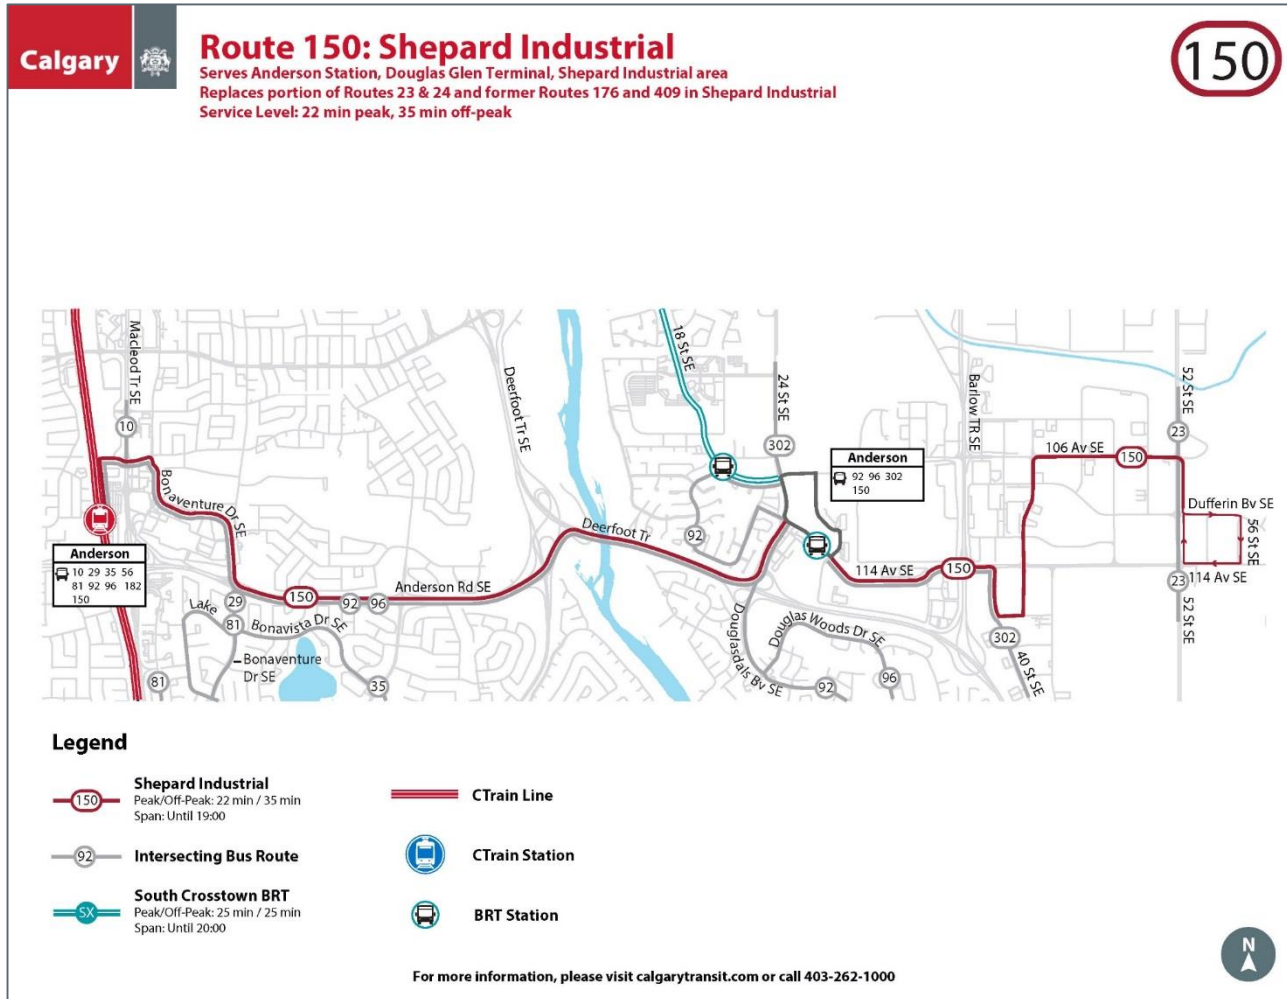 Calgary
Route 150: Shepard Industrial
Serves Anderson Station, Douglas Glen Terminal, Shepard Industrial area
Replaces portion of Routes 23 & 24 and former Routes 176 and 409 in Shepard Industrial
Service Level: 22 min peak, 35 min off-peak
150
Macleod Tr SE
10
Bonaventure Dr SE
Anderson
10 29 35 56
81 92 96 182
150
29
150
92
96
Anderson Rd SE
Lake Bonavista Dr SE
81
Bonaventure
Dr SE
81
35
Deerfoot Tr SE
Deerfoot Tr
18 St SE
24 St SE
302
92
Anderson
92 96 302
150
Douglasdals Bv SE
Douglas Woods Dr SE
92
96
114 Av SE
150
302
40 St SE
Barlow TR SE
106 Av SE
150
52 St SE
23
Dufferin Bv SE
56 St SE
114 Av SE
23
52 St SE
Legend
150
Shepard Industrial
Peak/Off-Peak: 22 min / 35 min
Span: Until 19:00
92
Intersecting Bus Route
SX
South Crosstown BRT
Peak/Off-Peak: 25 min / 25 min
Span: Until 20:00
CTrain Line
CTrain Station
BRT Station
N
For more information, please visit calgarytransit.com or call 403-262-1000